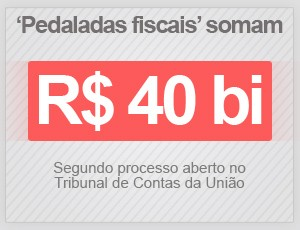 ‘Pedaladas fiscais’ somam
R$ 40 bi
Segundo processo aberto no
Tribunal de Contas da União